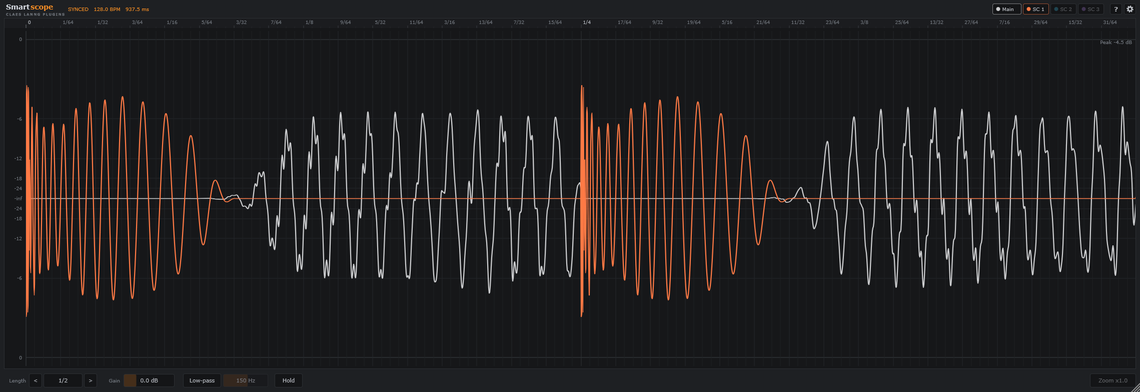 Smartscope
CLASS LEMAN PLUGINS
SYNCED 128.0 BPM 937.5 ms
Main SC 1 SC 2 SC 3 ?
0 1/64 1/32 3/64 1/16 5/64 3/32 7/64 1/8 9/64 5/32 11/64 3/16 13/64 7/32 15/64 1/4 17/64 9/32 19/64 5/16 21/64 11/32 23/64 3/8 25/64 13/32 27/64 7/16 29/64 15/32 31/64
0
Peak -4.5 dB
-6
-12
-18
-24
-inf
-24
-18
-12
-6
0
Length < 1/2 > Gain 0.0 dB Low-pass 150 Hz Hold Zoom x1.0